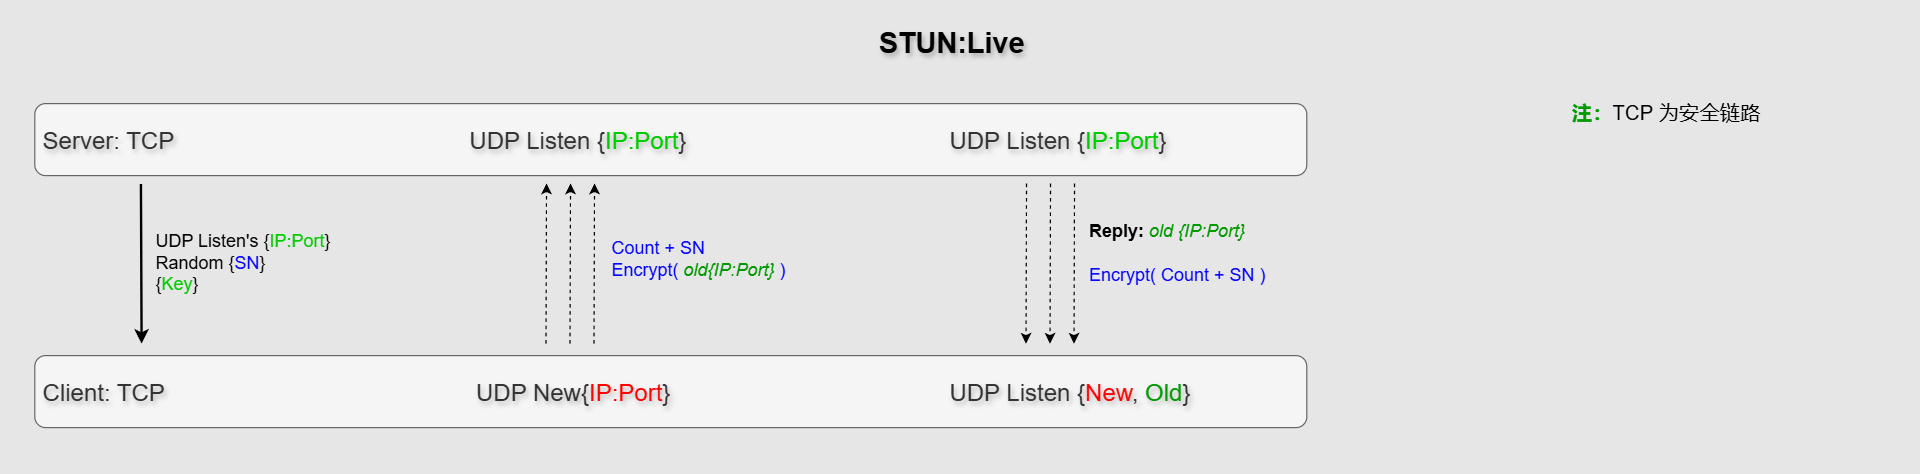 STUN:Live
注：TCP 为安全链路
Server: TCP
UDP Listen {IP:Port}
UDP Listen {IP:Port}
UDP Listen's {IP:Port}
Random {SN}
{Key}
Count + SN
Encrypt( old{IP:Port} )
Reply: old {IP:Port}
Encrypt( Count + SN )
Client: TCP
UDP New{IP:Port}
UDP Listen {New, Old}